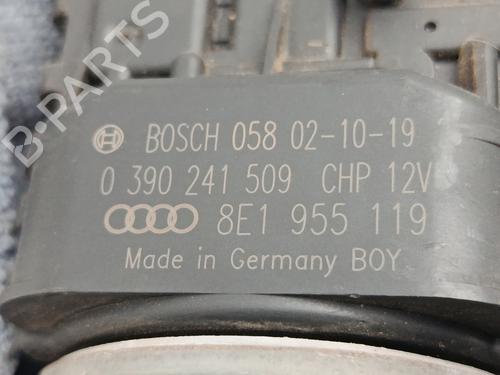 B-PARTS
BOSCH 058 02-10-19
0 390 241 509 CHP 12V
8E1 955 119
Made in Germany BOY